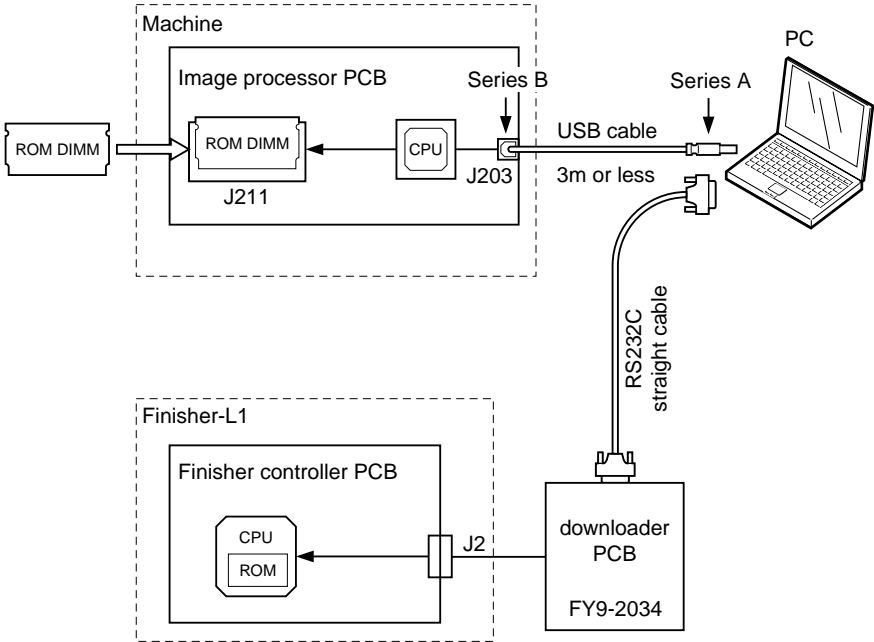 Machine
PC
Image processor PCB
Series B
Series A
ROM DIMM
ROM DIMM
CPU
USB cable
J203
3m or less
J211
RS232C
straight cable
Finisher-L1
Finisher controller PCB
CPU
ROM
J2
downloader
PCB
FY9-2034